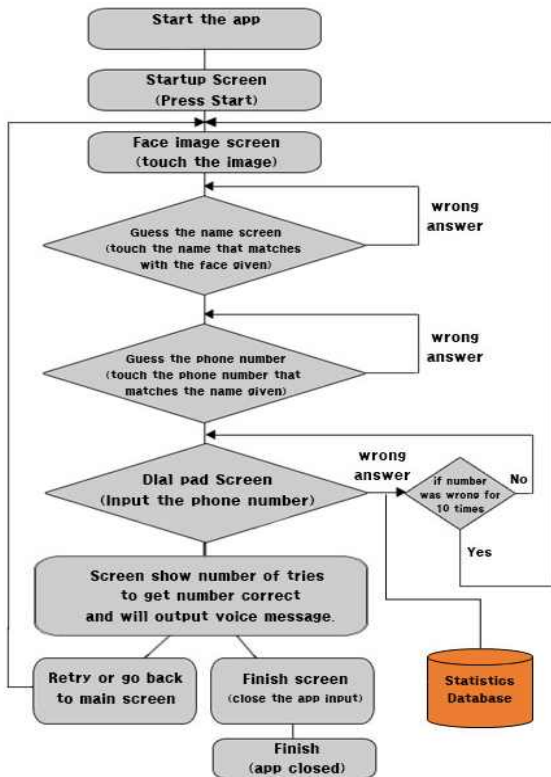 Start the app
Startup Screen
(Press Start)
Face image screen
(touch the image)
wrong
answer
Guess the name screen
(touch the name that matches
with the face given)
wrong
answer
Guess the phone number
(touch the phone number that
matches the name given)
wrong
answer
Dial pad Screen
(Input the phone number)
if number
was wrong for
10 times
No
Yes
Screen show number of tries
to get number correct
and will output voice message.
Retry or go back
to main screen
Finish screen
(close the app input)
Statistics
Database
Finish
(app closed)